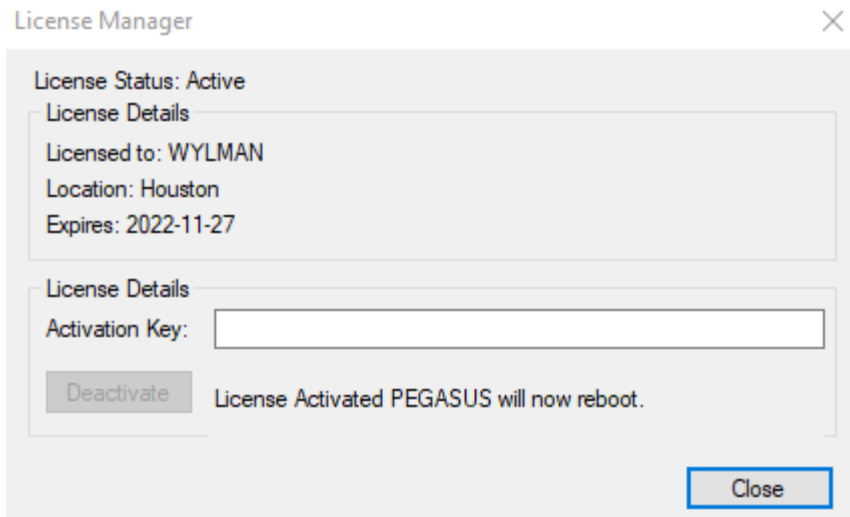 License Manager
License Status: Active
License Details
Licensed to: WYLMAN
Location: Houston
Expires: 2022-11-27
License Details
Activation Key:
Deactivate
License Activated PEGASUS will now reboot.
Close